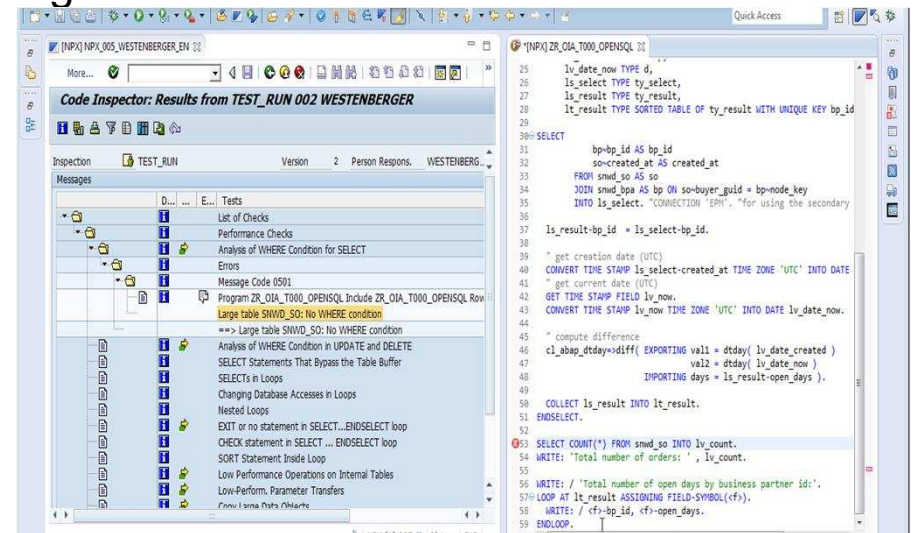 Quick Access
[NPX] NPX_005_WESTENBERGER_EN
More...
Code Inspector: Results from TEST_RUN 002 WESTENBERGER
Inspection TEST_RUN Version 2 Person Respons. WESTENBERG..
Messages
D... ... E... Tests
List of Checks
Performance Checks
Analysis of WHERE Condition for SELECT
Errors
Message Code 0501
Program ZR_OIA_T000_OPENSQL Include ZR_OIA_T000_OPENSQL Row
Large table SNWD_SO: No WHERE condition
==> Large table SNWD_SO: No WHERE condition
Analysis of WHERE Condition in UPDATE and DELETE
SELECT Statements That Bypass the Table Buffer
SELECTs in Loops
Changing Database Accesses in Loops
Nested Loops
EXIT or no statement in SELECT...ENDSELECT loop
CHECK statement in SELECT ... ENDSELECT loop
SORT Statement Inside Loop
Low Performance Operations on Internal Tables
Low-Perform. Parameter Transfers
Copy Large Data Objects
*[NPX] ZR_OIA_T000_OPENSQL
25 lv_date_now TYPE d,
26 ls_select TYPE ty_select,
27 ls_result TYPE ty_result,
28 lt_result TYPE SORTED TABLE OF ty_result WITH UNIQUE KEY bp_id
29
30 SELECT
31 bp~bp_id AS bp_id
32 so~created_at AS created_at
33 FROM snwd_so AS so
34 JOIN snwd_bpa AS bp ON so~buyer_guid = bp~node_key
35 INTO ls_select. "CONNECTION 'EPM'. "for using the secondary
36
37 ls_result-bp_id = ls_select-bp_id.
38
39 " get creation date (UTC)
40 CONVERT TIME STAMP ls_select-created_at TIME ZONE 'UTC' INTO DATE
41 " get current date (UTC)
42 GET TIME STAMP FIELD lv_now.
43 CONVERT TIME STAMP lv_now TIME ZONE 'UTC' INTO DATE lv_date_now.
44
45 " compute difference
46 cl_abap_dtday=>diff( EXPORTING val1 = dtday( lv_date_created )
47 val2 = dtday( lv_date_now )
48 IMPORTING days = ls_result-open_days ).
49
50 COLLECT ls_result INTO lt_result.
51 ENDSELECT.
52
53 SELECT COUNT(*) FROM snwd_so INTO lv_count.
54 WRITE: 'Total number of orders: ' , lv_count.
55
56 WRITE: / 'Total number of open days by business partner id:'.
57 LOOP AT lt_result ASSIGNING FIELD-SYMBOL(<f>).
58 WRITE: / <f>-bp_id, <f>-open_days.
59 ENDLOOP.